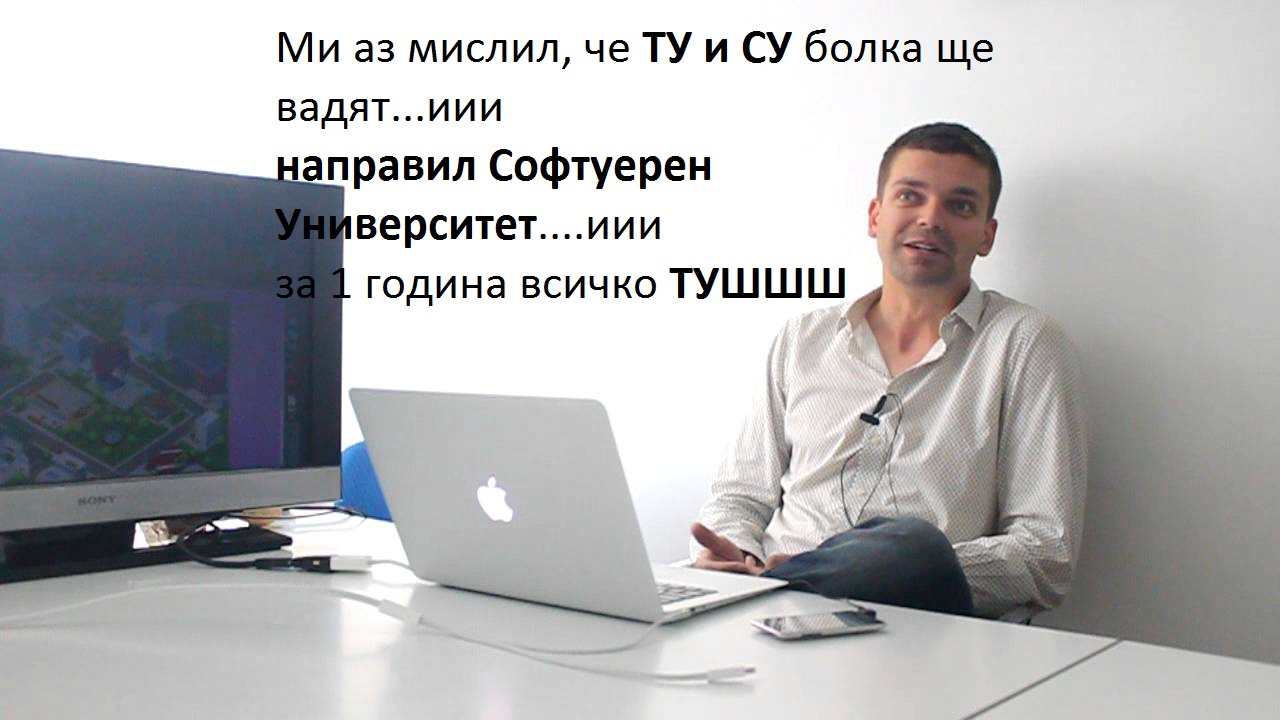 Ми аз мислил, че ТУ и СУ болка ще
вадят...иии
направил Софтуерен
Университет....иии
за 1 година всичко ТУШШШ
SONY